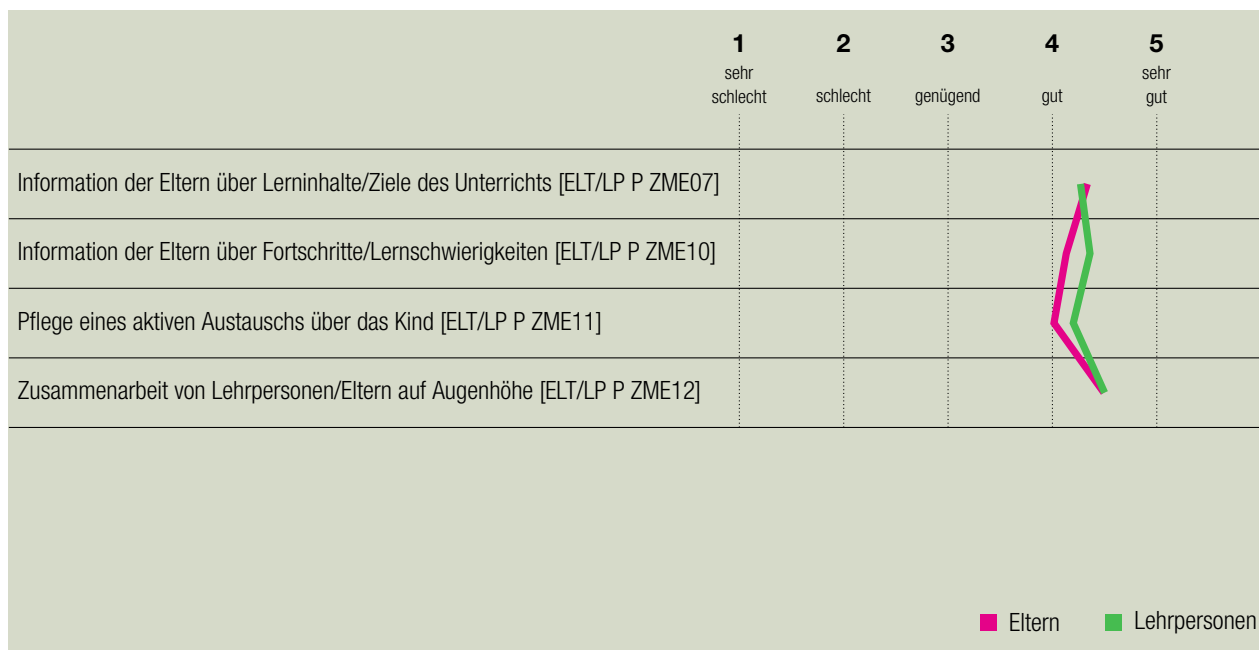 1 2 3 4 5
sehr schlecht schlecht genügend gut sehr gut
Information der Eltern über Lerninhalte/Ziele des Unterrichts [ELT/LP P ZME07]
Information der Eltern über Fortschritte/Lernschwierigkeiten [ELT/LP P ZME10]
Pflege eines aktiven Austauschs über das Kind [ELT/LP P ZME11]
Zusammenarbeit von Lehrpersonen/Eltern auf Augenhöhe [ELT/LP P ZME12]
Eltern Lehrpersonen